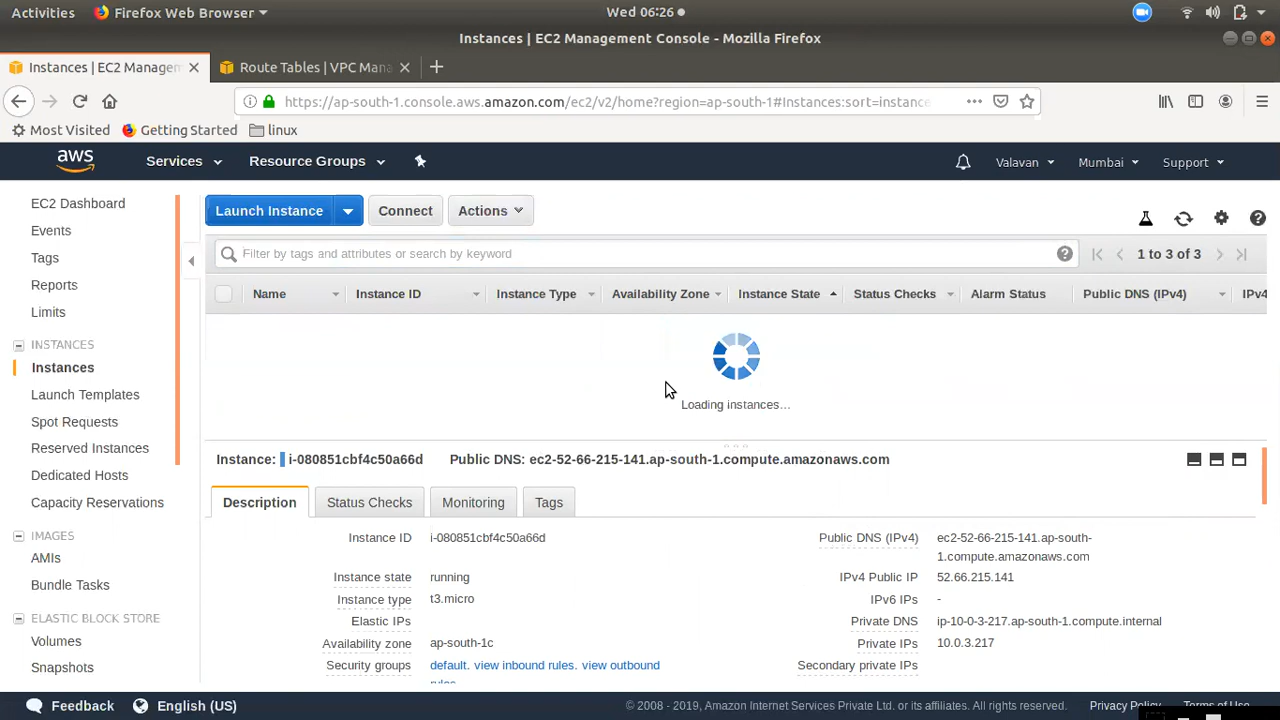 Activities Firefox Web Browser Wed 06:26
Instances | EC2 Management Console - Mozilla Firefox
Instances | EC2 Managem Route Tables | VPC Mana
https://ap-south-1.console.aws.amazon.com/ec2/v2/home?region=ap-south-1#Instances:sort=instance
Most Visited Getting Started linux
aws Services Resource Groups Valavan Mumbai Support
EC2 Dashboard
Events
Tags
Reports
Limits
INSTANCES
Instances
Launch Templates
Spot Requests
Reserved Instances
Dedicated Hosts
Capacity Reservations
IMAGES
AMIs
Bundle Tasks
ELASTIC BLOCK STORE
Volumes
Snapshots
Launch Instance Connect Actions
Filter by tags and attributes or search by keyword 1 to 3 of 3
Name Instance ID Instance Type Availability Zone Instance State Status Checks Alarm Status Public DNS (IPv4) IPv4
Loading instances...
Instance: i-080851cbf4c50a66d Public DNS: ec2-52-66-215-141.ap-south-1.compute.amazonaws.com
Description Status Checks Monitoring Tags
Instance ID i-080851cbf4c50a66d
Instance state running
Instance type t3.micro
Elastic IPs
Availability zone ap-south-1c
Security groups default. view inbound rules. view outbound
rules
Public DNS (IPv4) ec2-52-66-215-141.ap-south-
1.compute.amazonaws.com
IPv4 Public IP 52.66.215.141
IPv6 IPs -
Private DNS ip-10-0-3-217.ap-south-1.compute.internal
Private IPs 10.0.3.217
Secondary private IPs
Feedback English (US) © 2008 - 2019, Amazon Internet Services Private Ltd. or its affiliates. All rights reserved. Privacy Policy Terms of Use